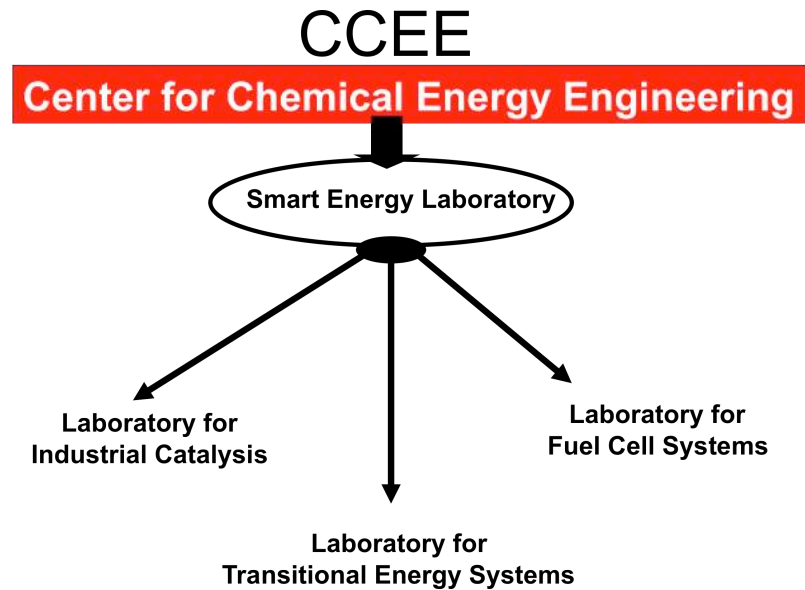 CCEE
Center for Chemical Energy Engineering
Smart Energy Laboratory
Laboratory for
Industrial Catalysis
Laboratory for
Fuel Cell Systems
Laboratory for
Transitional Energy Systems